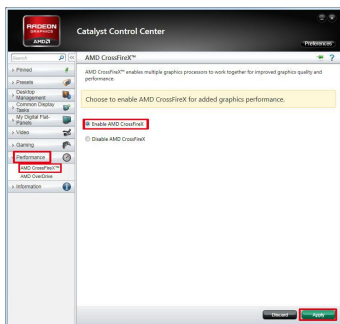 RADEON
GRAPHICS
AMD
Catalyst Control Center
Preferences
Search
AMD CrossFireX™
Pinned
Presets
Desktop
Management
Common Display
Tasks
My Digital Flat-
Panels
Video
Gaming
Performance
AMD CrossFireX™
AMD OverDrive
Information
AMD CrossFireX™ enables multiple graphics processors to work together for improved graphics quality and
performance.
Choose to enable AMD CrossFireX for added graphics performance.
Enable AMD CrossFireX
Disable AMD CrossFireX
Discard
Apply